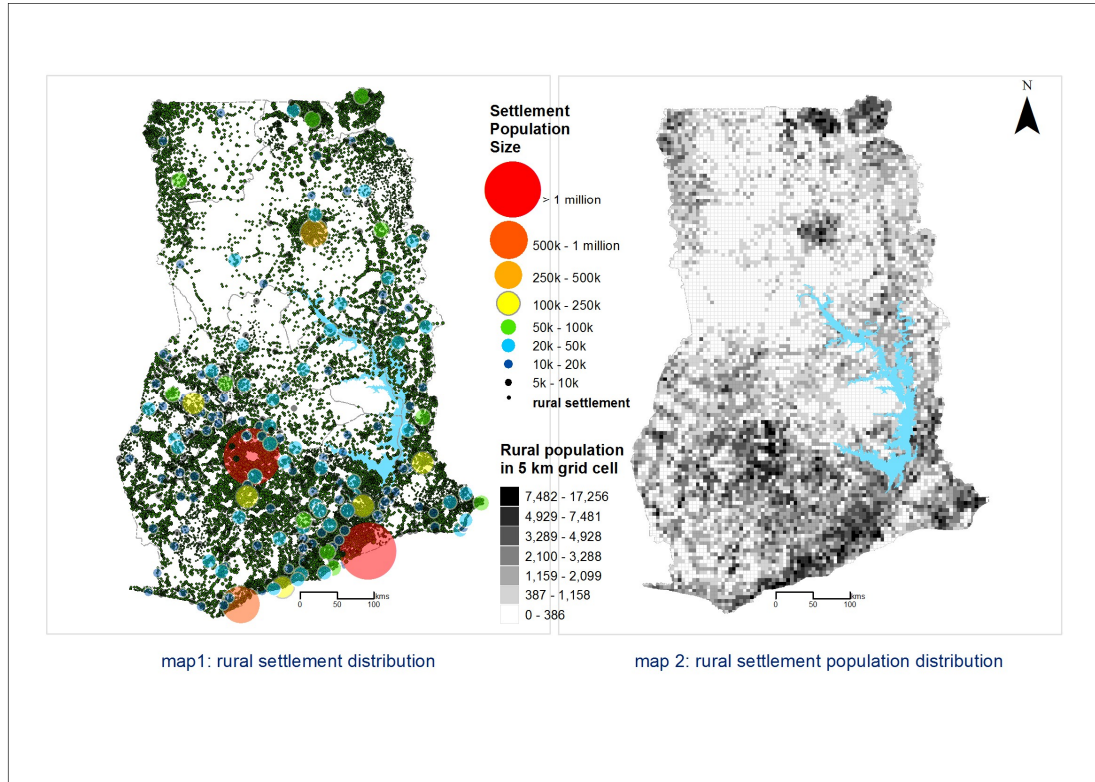 Settlement
Population
Size
> 1 million
500k - 1 million
250k - 500k
100k - 250k
50k - 100k
20k - 50k
10k - 20k
5k - 10k
rural settlement
Rural population
in 5 km grid cell
7,482 - 17,256
4,929 - 7,481
3,289 - 4,928
2,100 - 3,288
1,159 - 2,099
387 - 1,158
0 - 386
kms
0 50 100
N
kms
0 50 100
map1: rural settlement distribution
map 2: rural settlement population distribution